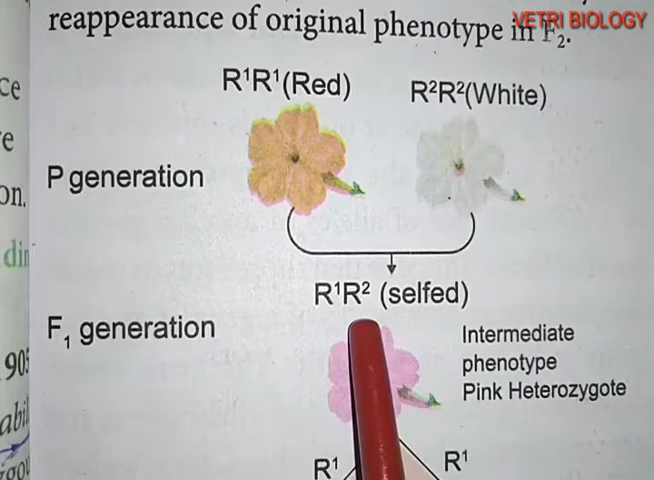 reappearance of original phenotype in F₂.
VETRI BIOLOGY
R¹R¹(Red)
R²R²(White)
P generation
R¹R² (selfed)
F₁ generation
Intermediate
phenotype
Pink Heterozygote
R¹
R¹